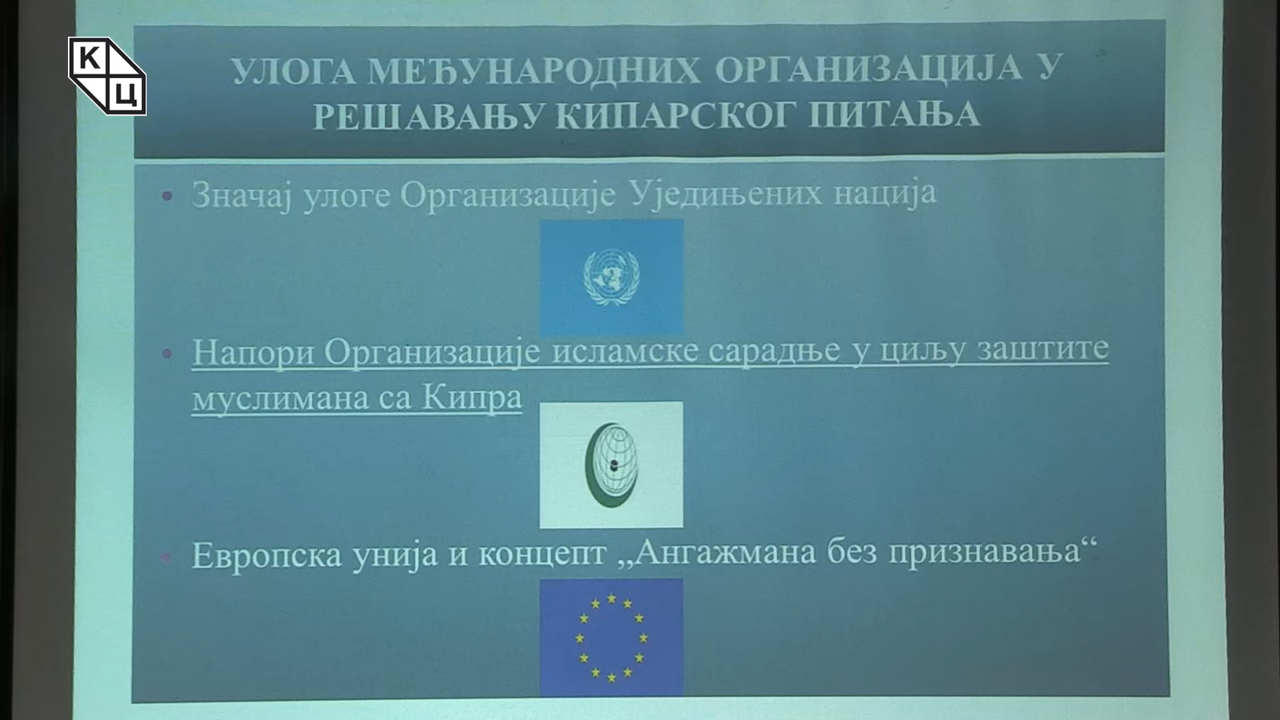 К
Ц
УЛОГА МЕЂУНАРОДНИХ ОРГАНИЗАЦИЈА У
РЕШАВАЊУ КИПАРСКОГ ПИТАЊА
• Значај улоге Организације Уједињених нација
• Напори Организације исламске сарадње у циљу заштите
муслимана са Кипра
• Европска унија и концепт „Ангажмана без признавања“